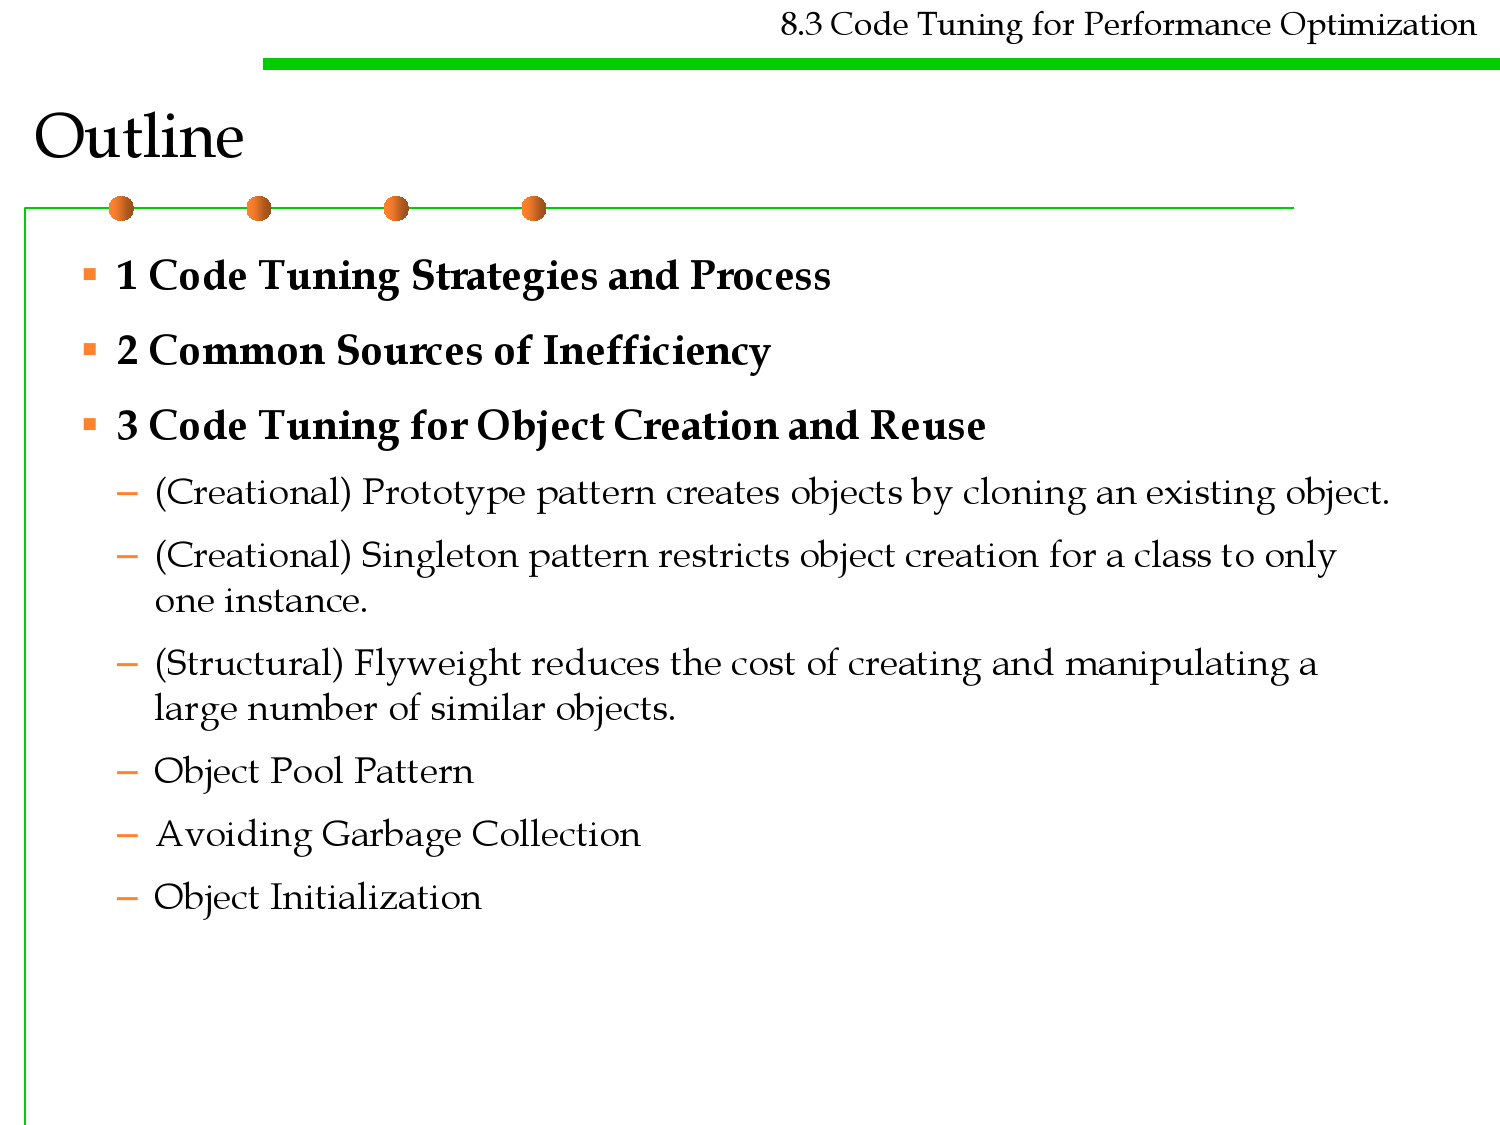 8.3 Code Tuning for Performance Optimization
Outline
▪ 1 Code Tuning Strategies and Process
▪ 2 Common Sources of Inefficiency
▪ 3 Code Tuning for Object Creation and Reuse
– (Creational) Prototype pattern creates objects by cloning an existing object.
– (Creational) Singleton pattern restricts object creation for a class to only
one instance.
– (Structural) Flyweight reduces the cost of creating and manipulating a
large number of similar objects.
– Object Pool Pattern
– Avoiding Garbage Collection
– Object Initialization